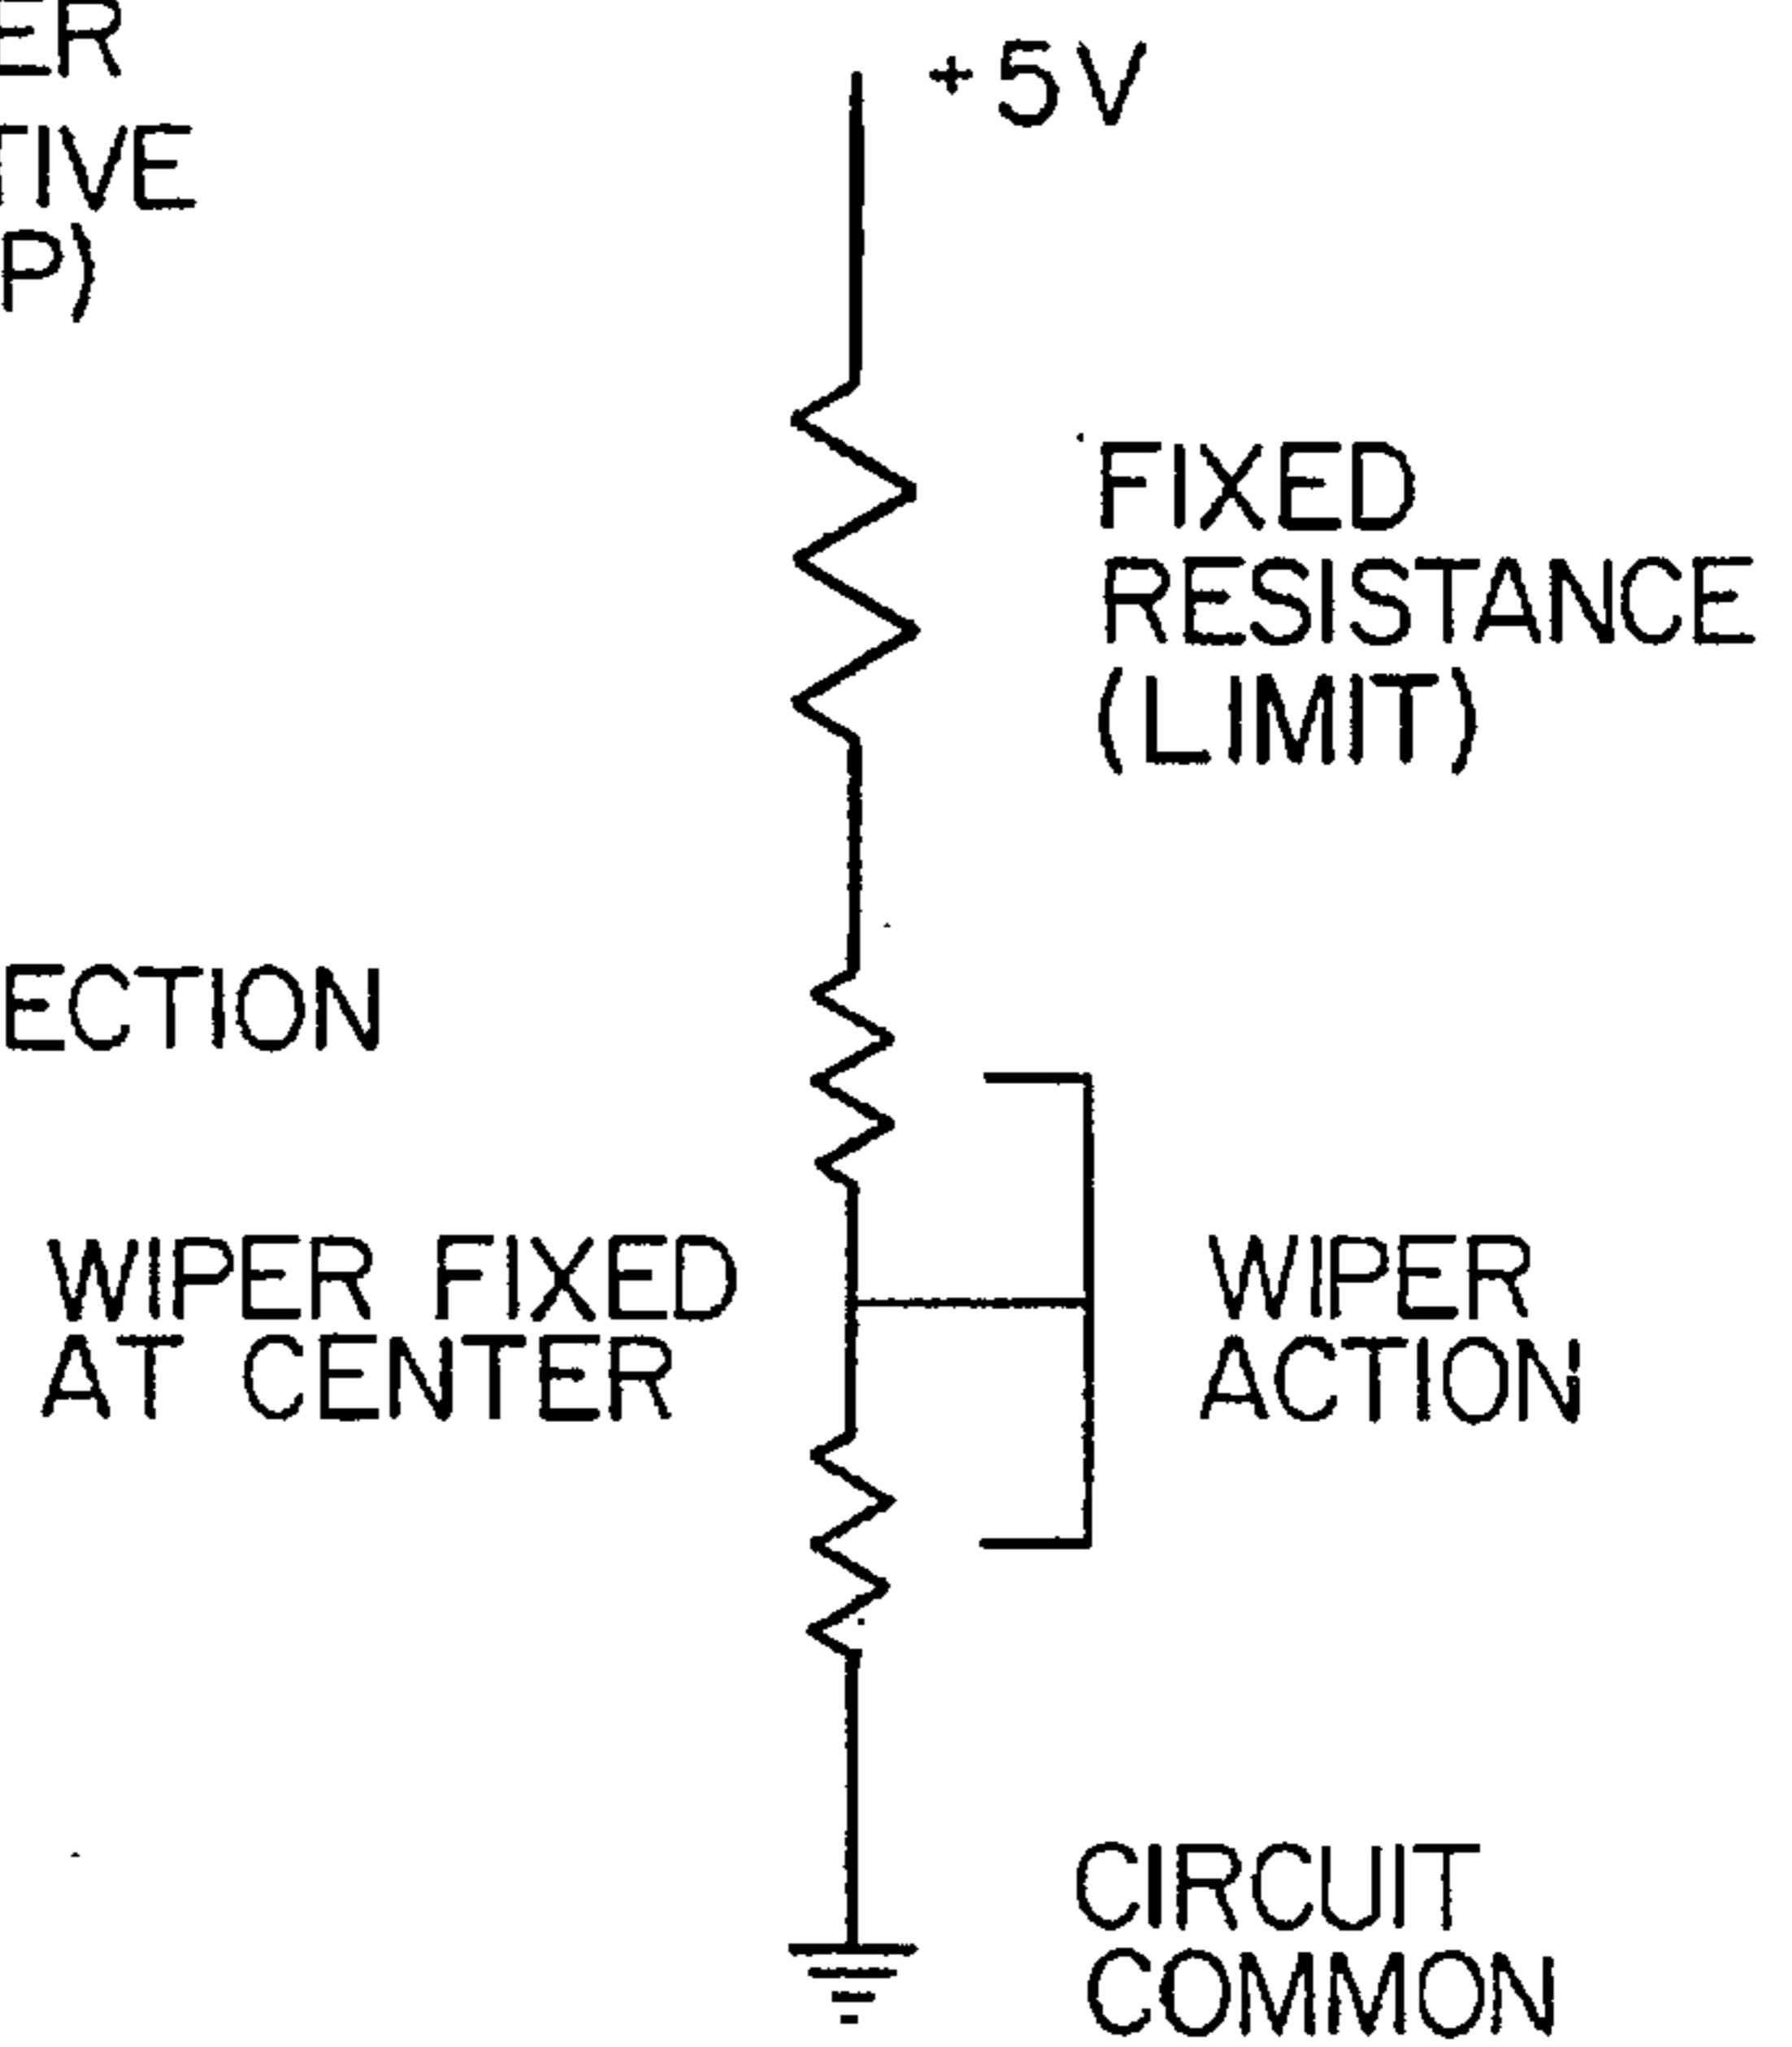 ER
TIVE
P)
+5V
FIXED
RESISTANCE
(LIMIT)
ECTION
WIPER FIXED
AT CENTER
WIPER
ACTION
CIRCUIT
COMMON